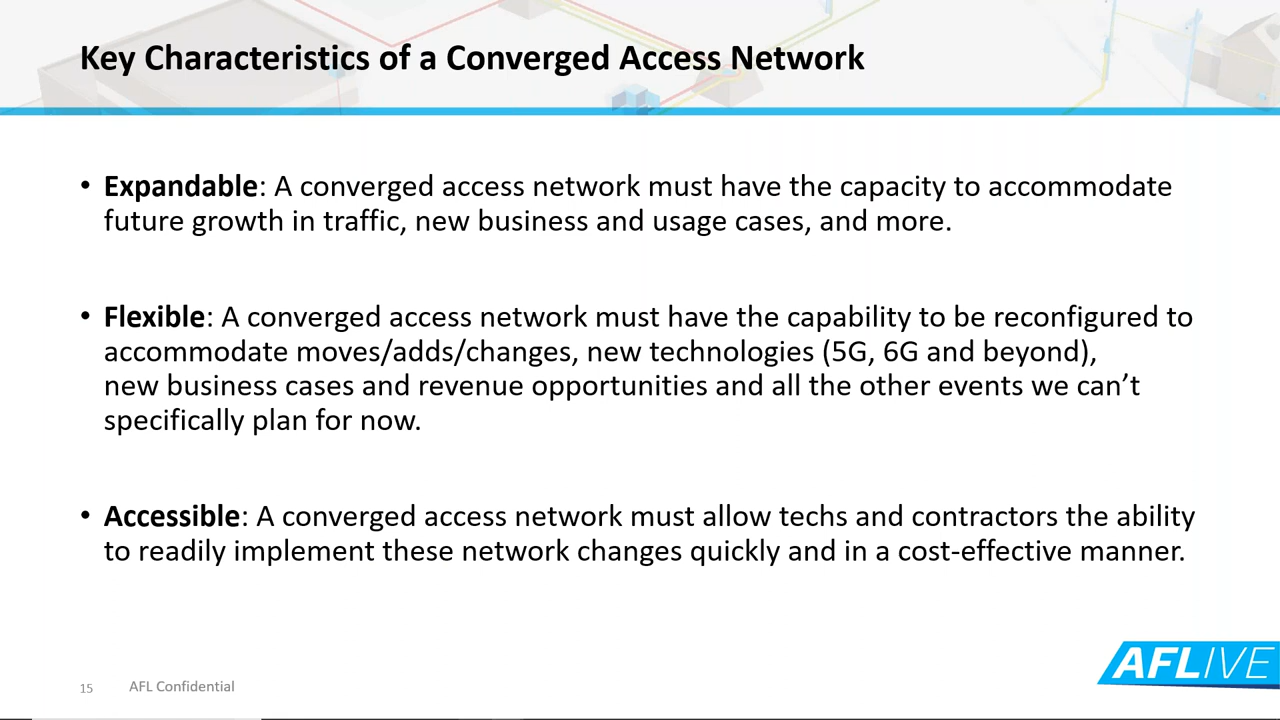 Key Characteristics of a Converged Access Network
• Expandable: A converged access network must have the capacity to accommodate
future growth in traffic, new business and usage cases, and more.
• Flexible: A converged access network must have the capability to be reconfigured to
accommodate moves/adds/changes, new technologies (5G, 6G and beyond),
new business cases and revenue opportunities and all the other events we can’t
specifically plan for now.
• Accessible: A converged access network must allow techs and contractors the ability
to readily implement these network changes quickly and in a cost-effective manner.
15 AFL Confidential
AFLIVE